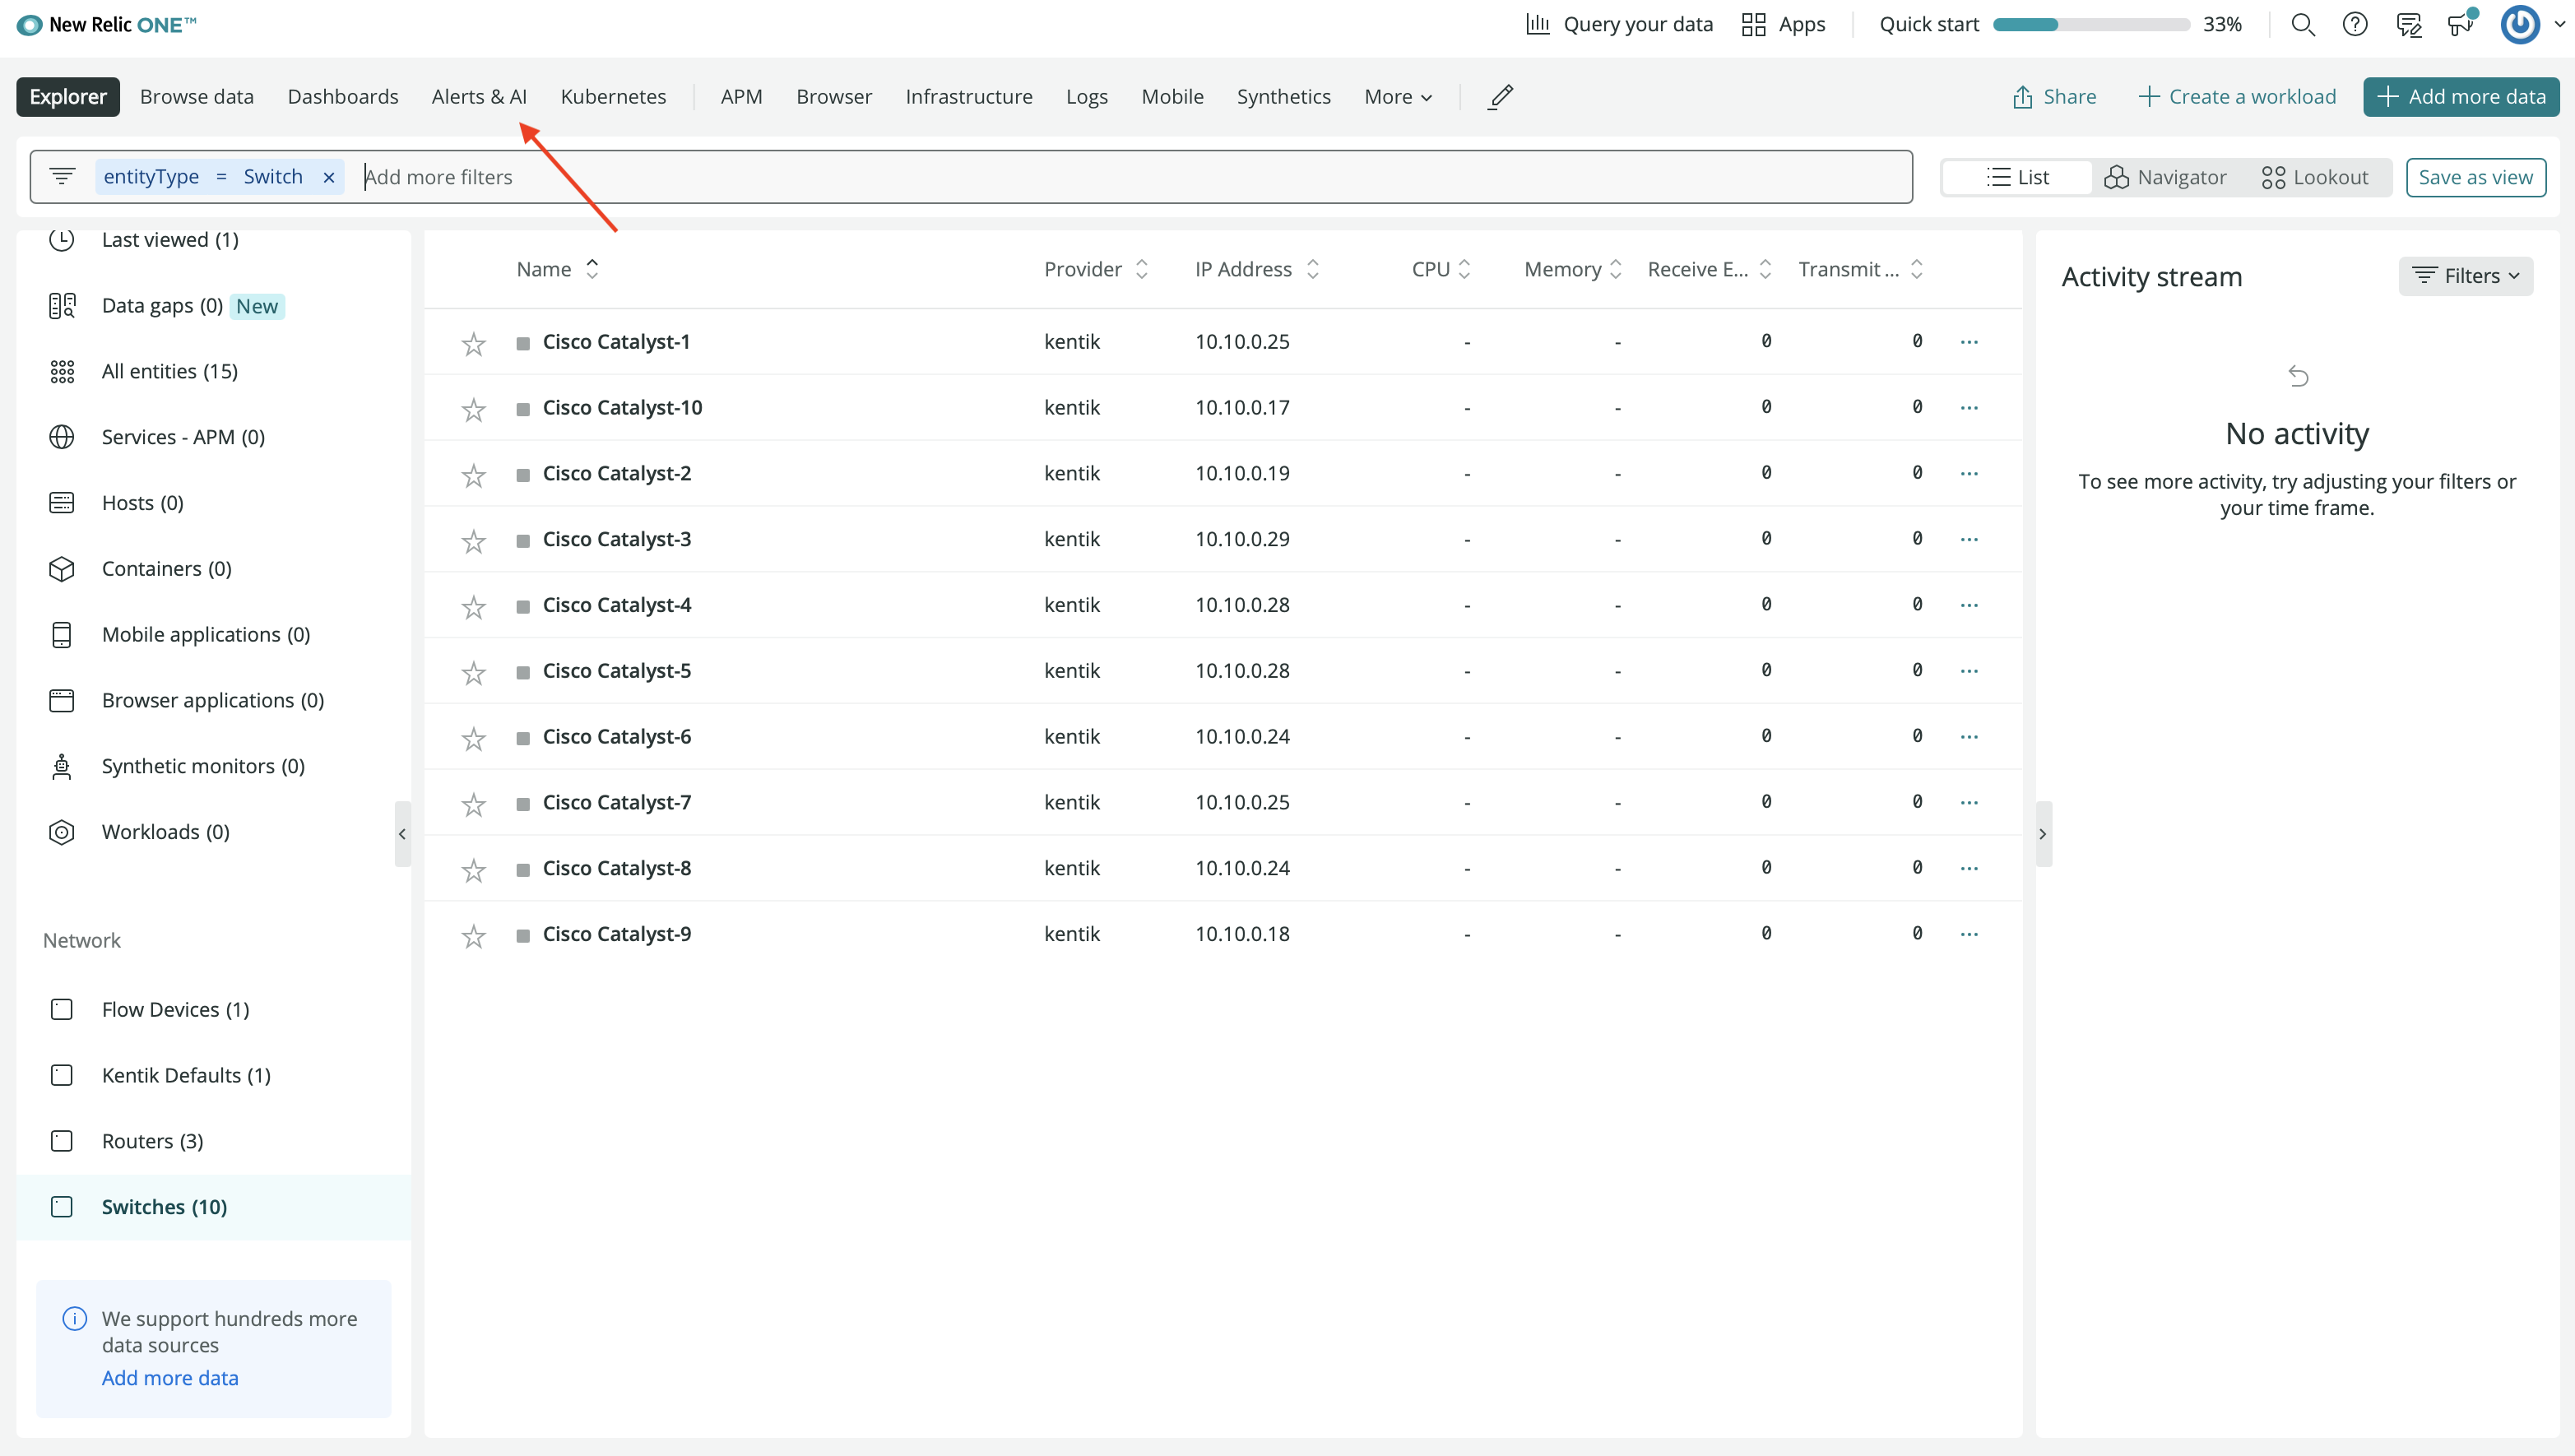 New Relic ONE™
Query your data
Apps
Quick start
33%
Explorer
Browse data
Dashboards
Alerts & AI
Kubernetes
APM
Browser
Infrastructure
Logs
Mobile
Synthetics
More
Share
Create a workload
Add more data
entityType = Switch ×
Add more filters
List
Navigator
Lookout
Save as view
Last viewed (1)
Data gaps (0) New
All entities (15)
Services - APM (0)
Hosts (0)
Containers (0)
Mobile applications (0)
Browser applications (0)
Synthetic monitors (0)
Workloads (0)
Network
Flow Devices (1)
Kentik Defaults (1)
Routers (3)
Switches (10)
We support hundreds more
data sources
Add more data
Name Provider IP Address CPU Memory Receive E... Transmit ...
Cisco Catalyst-1 kentik 10.10.0.25 - - 0 0 ...
Cisco Catalyst-10 kentik 10.10.0.17 - - 0 0 ...
Cisco Catalyst-2 kentik 10.10.0.19 - - 0 0 ...
Cisco Catalyst-3 kentik 10.10.0.29 - - 0 0 ...
Cisco Catalyst-4 kentik 10.10.0.28 - - 0 0 ...
Cisco Catalyst-5 kentik 10.10.0.28 - - 0 0 ...
Cisco Catalyst-6 kentik 10.10.0.24 - - 0 0 ...
Cisco Catalyst-7 kentik 10.10.0.25 - - 0 0 ...
Cisco Catalyst-8 kentik 10.10.0.24 - - 0 0 ...
Cisco Catalyst-9 kentik 10.10.0.18 - - 0 0 ...
Activity stream
Filters
No activity
To see more activity, try adjusting your filters or
your time frame.